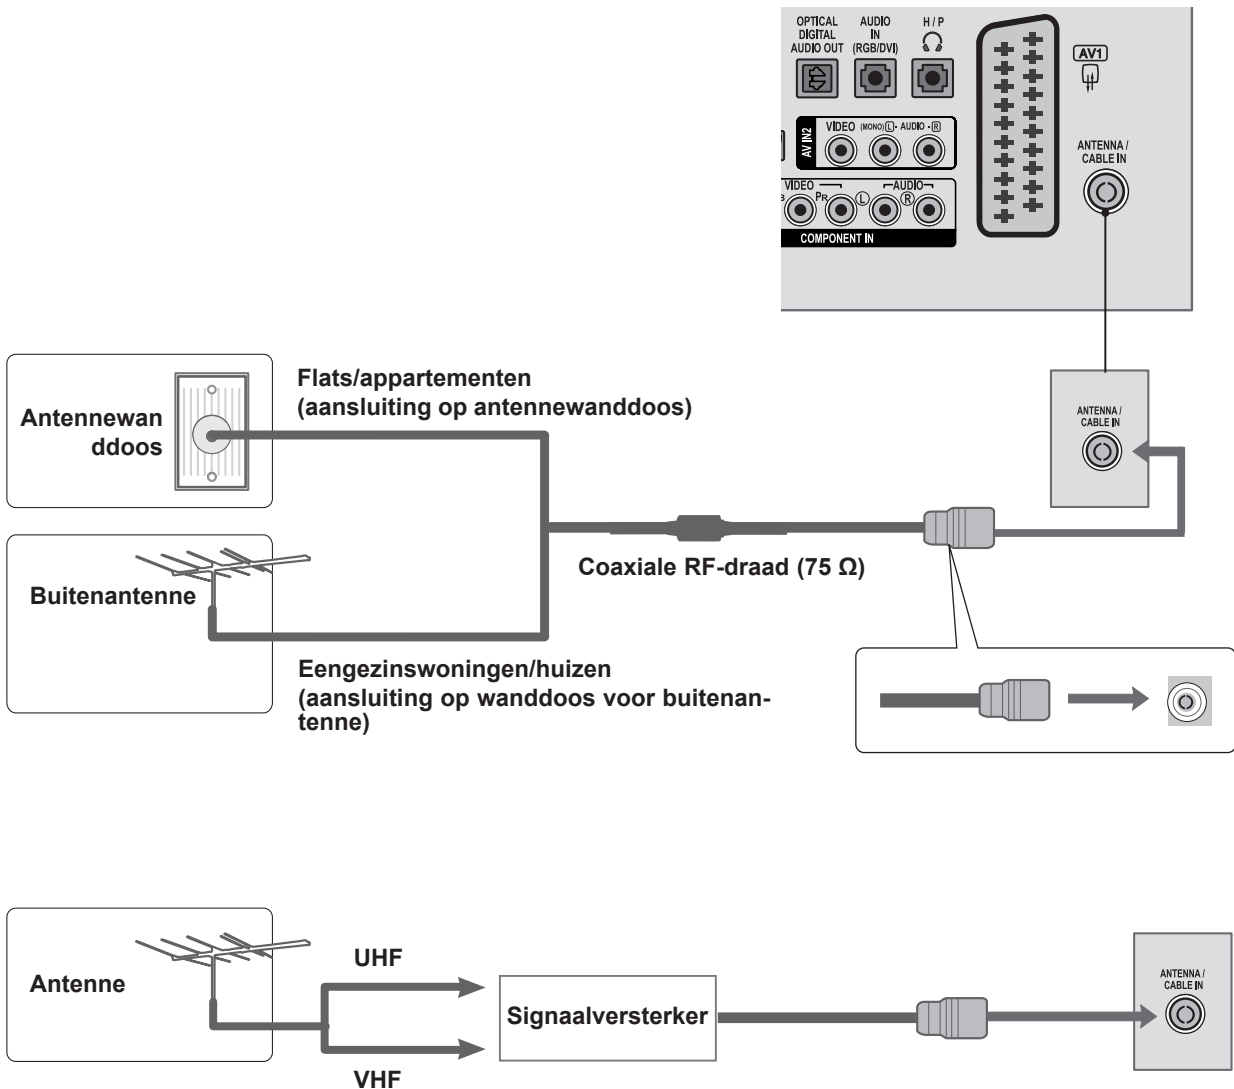 OPTICAL
DIGITAL
AUDIO OUT
AUDIO
IN
(RGB/DVI)
H / P
AV1
AV IN2
VIDEO (MONO) L - AUDIO - R
ANTENNA /
CABLE IN
VIDEO
AUDIO
B PR L R
COMPONENT IN
Antennewan
ddoos
Flats/appartementen
(aansluiting op antennewanddoos)
ANTENNA /
CABLE IN
Buitenantenne
Coaxiale RF-draad (75 Ω)
Eengezinswoningen/huizen
(aansluiting op wanddoos voor buitenan-
tenne)
Antenne
UHF
VHF
Signaalversterker
ANTENNA /
CABLE IN